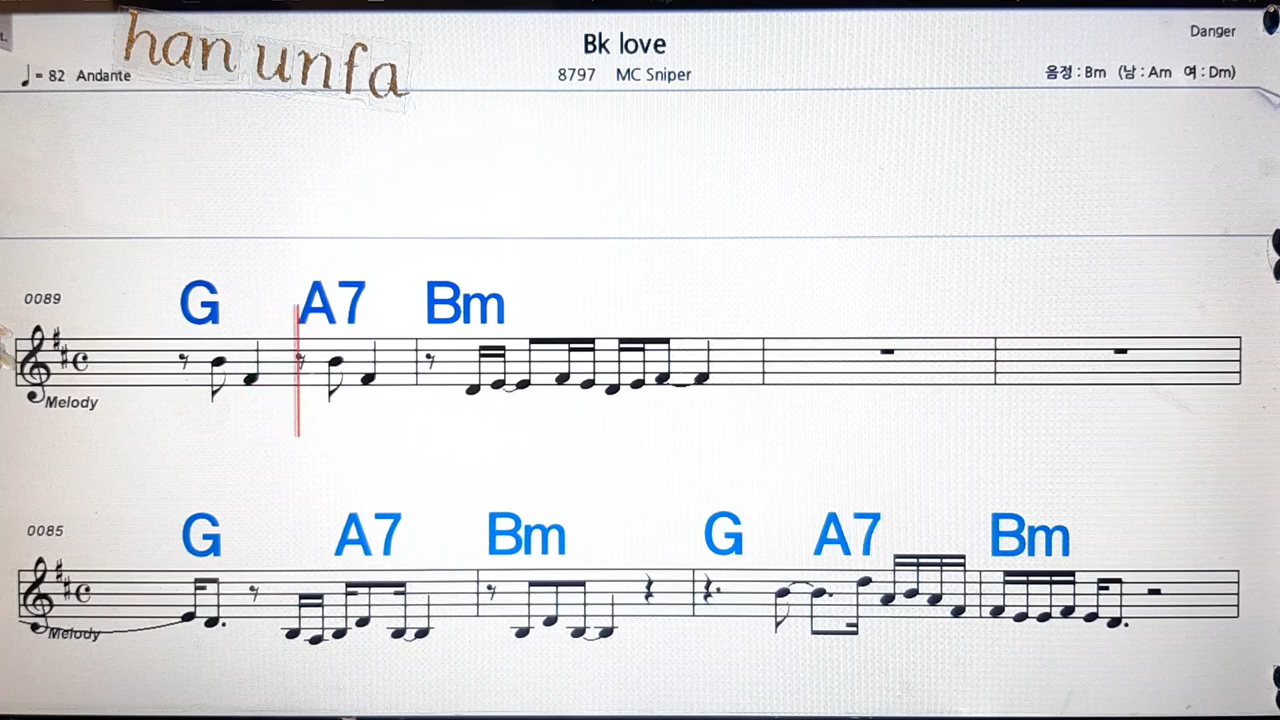 t.
han unfa
Bk love
Danger
♩= 82 Andante
8797 MC Sniper
음정 : Bm (남 : Am 여 : Dm)
G A7 Bm
0089
Melody
G A7 Bm G A7 Bm
0085
Melody